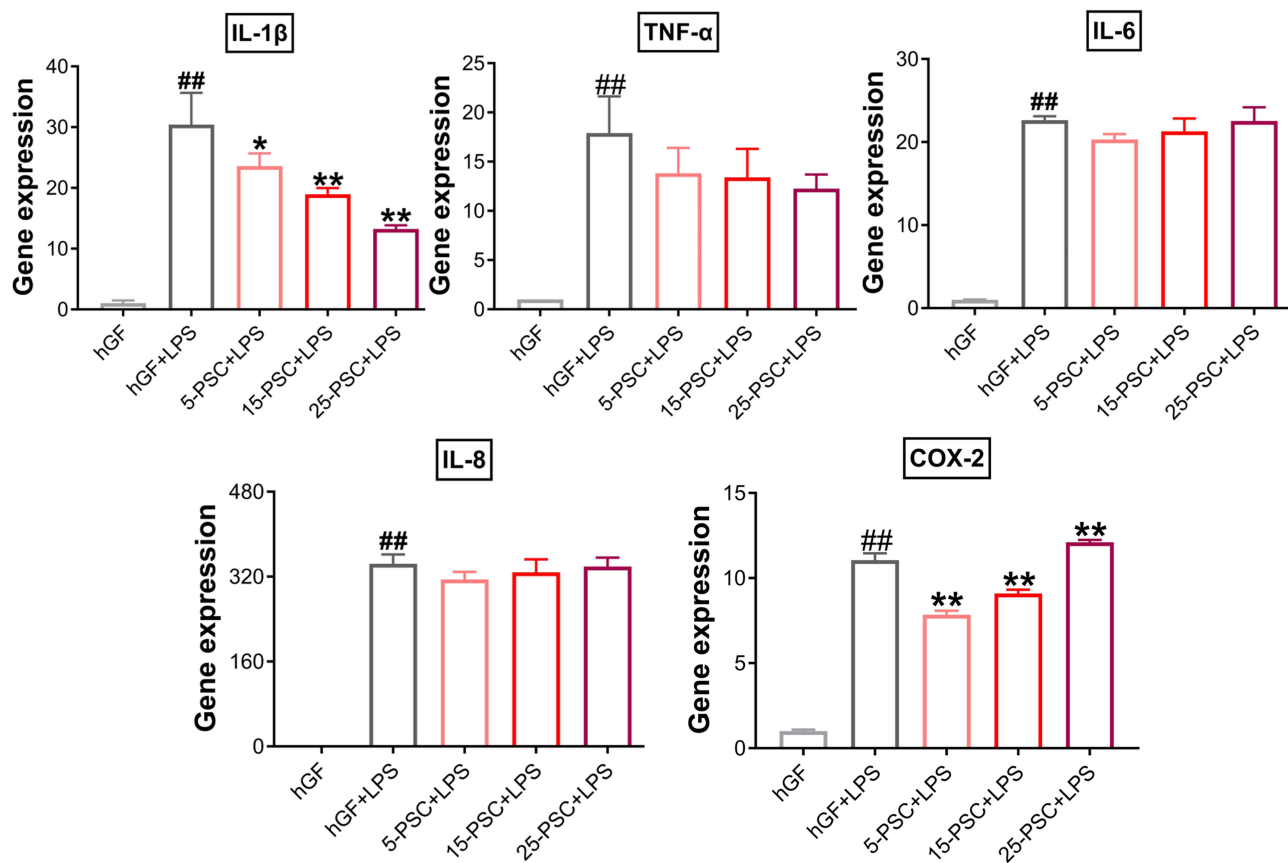 IL-1β
Gene expression
40
30
20
10
0
##
*
**
**
hGF
hGF+LPS
5-PSC+LPS
15-PSC+LPS
25-PSC+LPS
TNF-α
Gene expression
25
20
15
10
5
0
##
hGF
hGF+LPS
5-PSC+LPS
15-PSC+LPS
25-PSC+LPS
IL-6
Gene expression
30
20
10
0
##
hGF
hGF+LPS
5-PSC+LPS
15-PSC+LPS
25-PSC+LPS
IL-8
Gene expression
480
320
160
0
##
hGF
hGF+LPS
5-PSC+LPS
15-PSC+LPS
25-PSC+LPS
COX-2
Gene expression
15
10
5
0
##
**
**
**
hGF
hGF+LPS
5-PSC+LPS
15-PSC+LPS
25-PSC+LPS